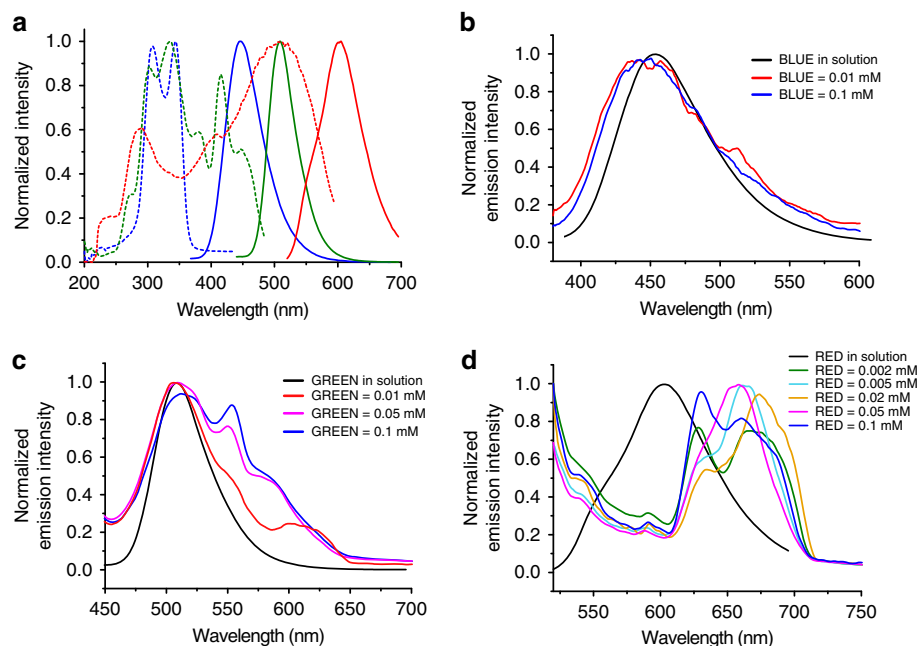 a
Normalized intensity
1.0
0.8
0.6
0.4
0.2
0.0
200 300 400 500 600 700
Wavelength (nm)
b
Normalized
emission intensity
1.0
0.8
0.6
0.4
0.2
0.0
BLUE in solution
BLUE = 0.01 mM
BLUE = 0.1 mM
400 450 500 550 600
Wavelength (nm)
c
Normalized
emission intensity
1.0
0.8
0.6
0.4
0.2
0.0
GREEN in solution
GREEN = 0.01 mM
GREEN = 0.05 mM
GREEN = 0.1 mM
450 500 550 600 650 700
Wavelength (nm)
d
Normalized
emission intensity
1.0
0.8
0.6
0.4
0.2
0.0
RED in solution
RED = 0.002 mM
RED = 0.005 mM
RED = 0.02 mM
RED = 0.05 mM
RED = 0.1 mM
550 600 650 700 750
Wavelength (nm)